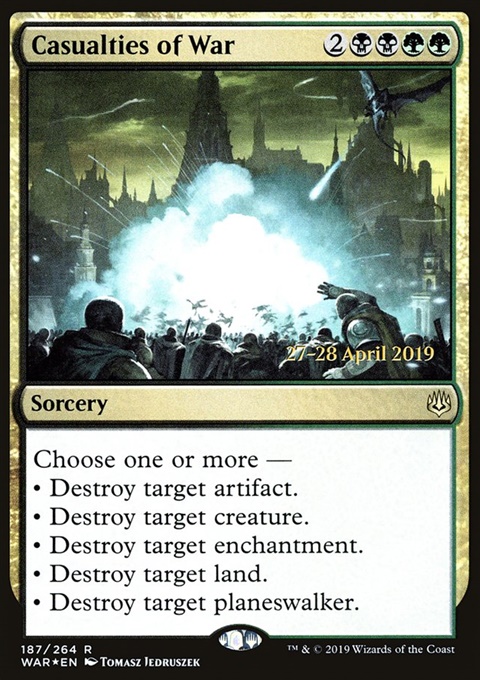 Casualties of War 2
27–28 April 2019
Sorcery
Choose one or more —
• Destroy target artifact.
• Destroy target creature.
• Destroy target enchantment.
• Destroy target land.
• Destroy target planeswalker.
187/264 R
WAR★EN Tomasz Jedruszek
™ & © 2019 Wizards of the Coast